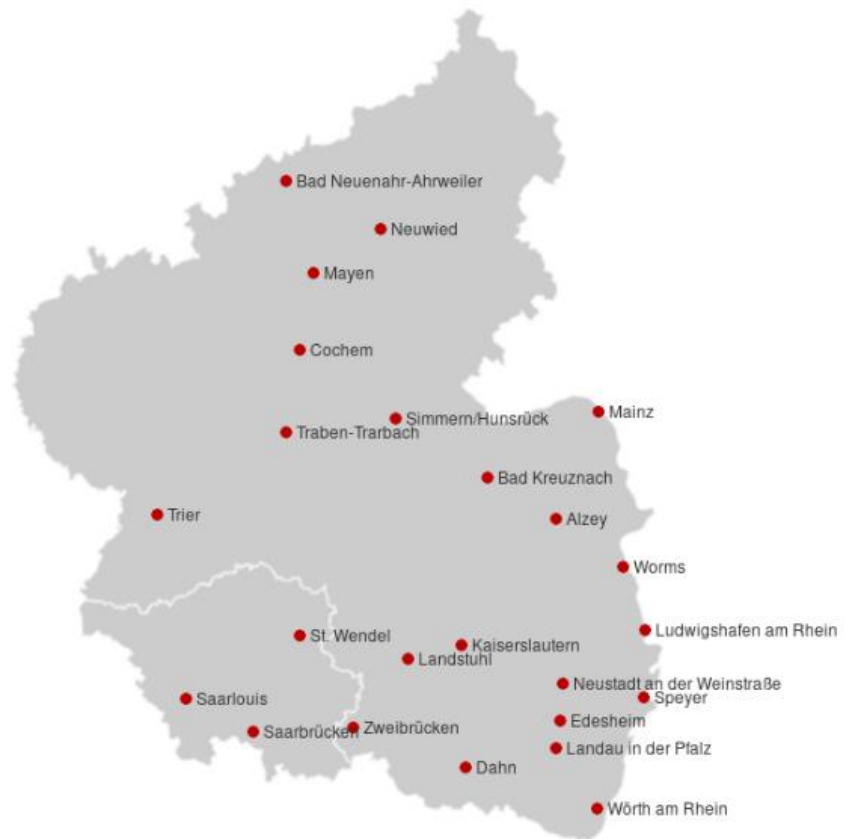 Bad Neuenahr-Ahrweiler
Neuwied
Mayen
Cochem
Mainz
Simmern/Hunsrück
Traben-Trarbach
Bad Kreuznach
Trier
Alzey
Worms
Ludwigshafen am Rhein
St. Wendel
Kaiserslautern
Landstuhl
Neustadt an der Weinstraße
Speyer
Saarlouis
Edesheim
Zweibrücken
Saarbrücken
Landau in der Pfalz
Dahn
Wörth am Rhein